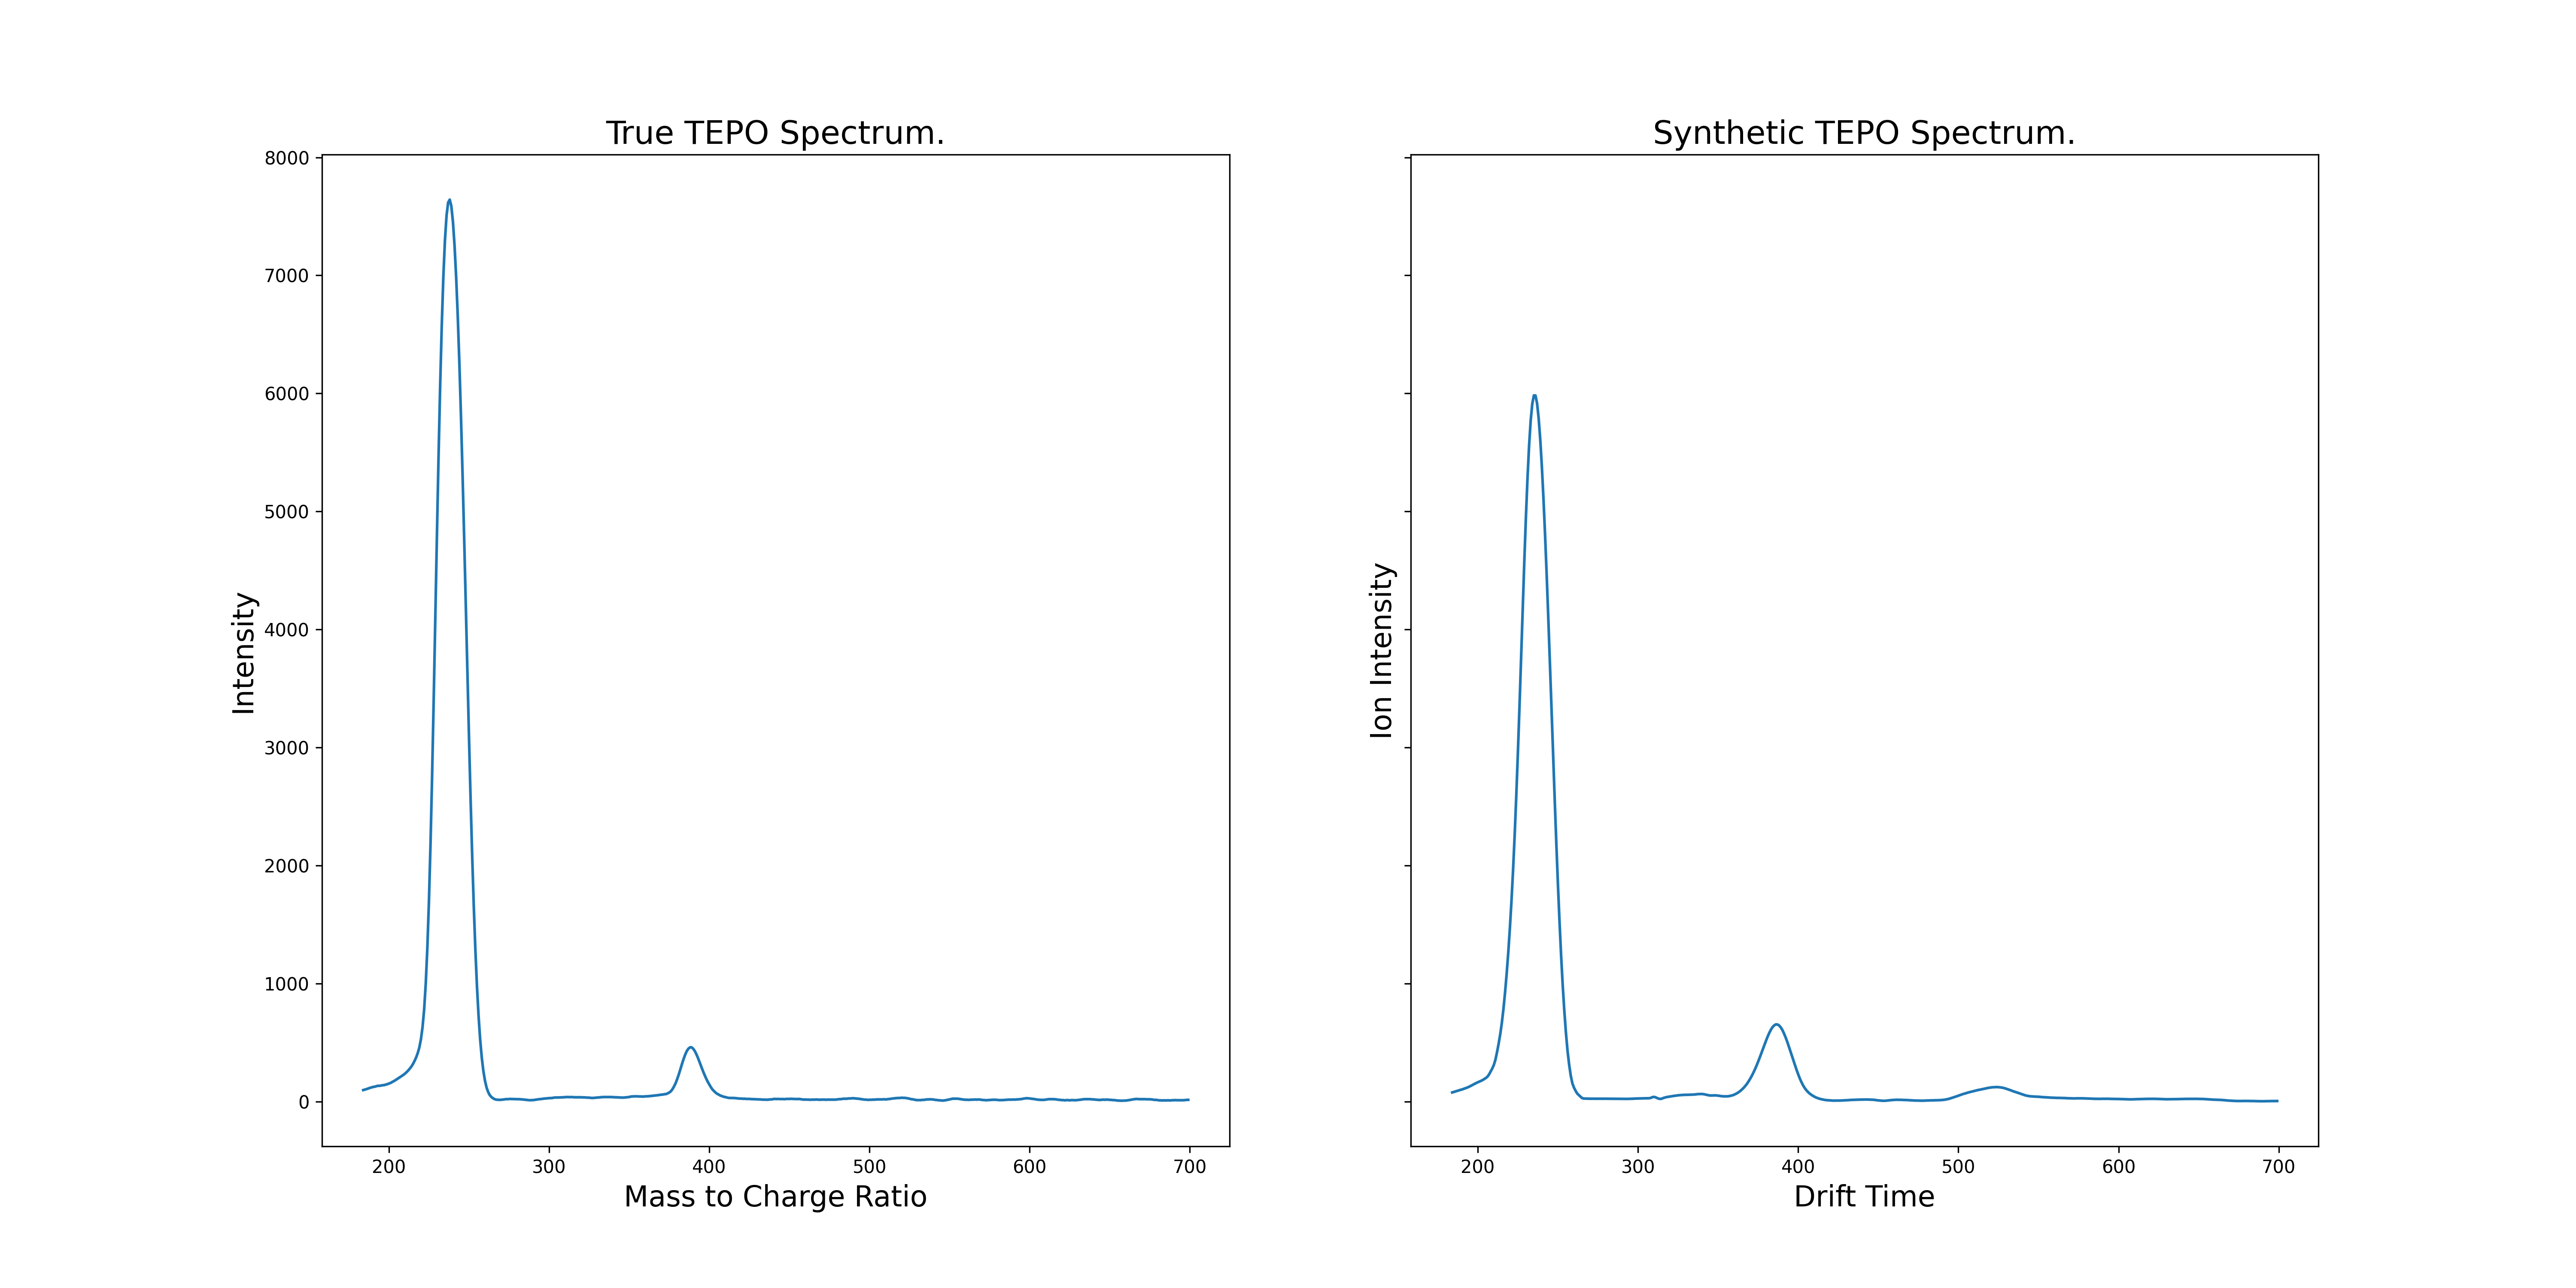 True TEPO Spectrum.
8000
7000
6000
5000
4000
3000
2000
1000
0
Intensity
200 300 400 500 600 700
Mass to Charge Ratio
Synthetic TEPO Spectrum.
Ion Intensity
200 300 400 500 600 700
Drift Time